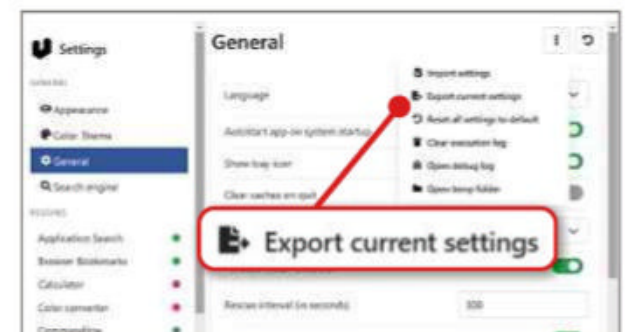 Settings
General
Import settings
Language
Export current settings
Appearance
Reset all settings to default
Color Theme
Autostart app on system startup
Clear execution log
General
Show tray icon
Open debug log
Search engine
Clear caches on quit
Open temp folder
Application Search
Export current settings
Browser Bookmarks
Calculator
Color converter
Rescan interval (in seconds)
300
Commandline